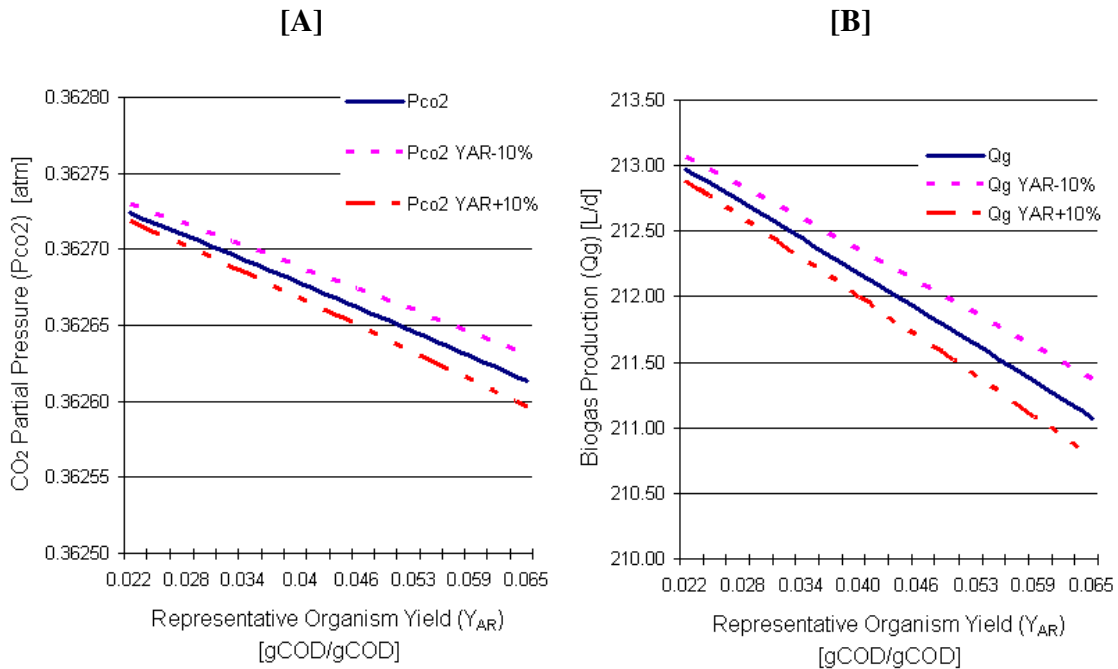 [A]
[B]
0.36280
0.36275
0.36270
0.36265
0.36260
0.36255
0.36250
CO₂ Partial Pressure (Pco2) [atm]
Pco2
Pco2 YAR-10%
Pco2 YAR+10%
0.022 0.028 0.034 0.04 0.046 0.053 0.059 0.065
Representative Organism Yield (Y_AR)
[gCOD/gCOD]
213.50
213.00
212.50
212.00
211.50
211.00
210.50
210.00
Biogas Production (Qg) [L/d]
Qg
Qg YAR-10%
Qg YAR+10%
0.022 0.028 0.034 0.040 0.046 0.053 0.059 0.065
Representative Organism Yield (Y_AR)
[gCOD/gCOD]